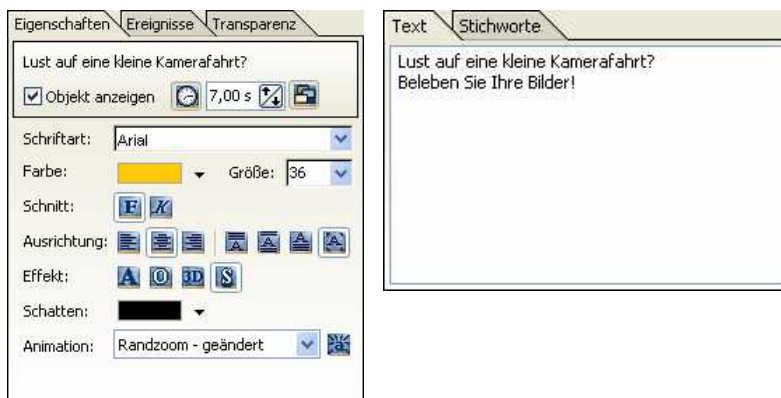 Eigenschaften Ereignisse Transparenz
Lust auf eine kleine Kamerafahrt?
Objekt anzeigen 7,00 s
Schriftart: Arial
Farbe: Größe: 36
Schnitt: F K
Ausrichtung:
Effekt: A O 3D S
Schatten:
Animation: Randzoom - geändert a
Text Stichworte
Lust auf eine kleine Kamerafahrt?
Beleben Sie Ihre Bilder!